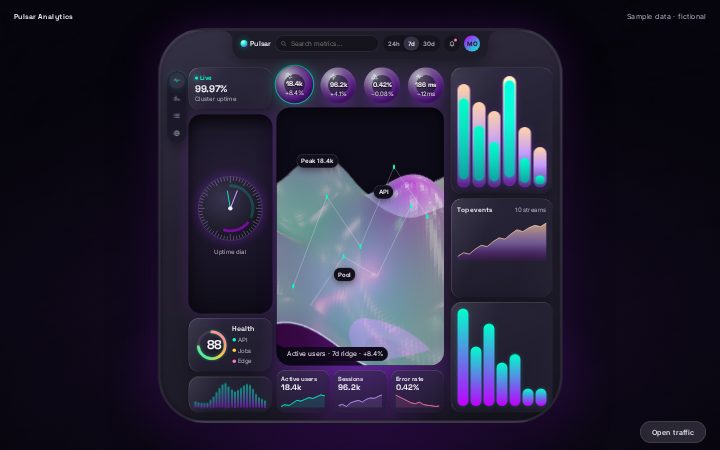 Pulsar Analytics
Sample data · fictional
Pulsar
Search metrics...
24h
7d
30d
MO
Live
99.97%
Cluster uptime
18.4k
+8.4%
96.2k
+4.1%
0.42%
−0.08%
186 ms
−12ms
Peak 18.4k
API
Pool
Active users · 7d ridge · +8.4%
Uptime dial
Top events
10 streams
88
Health
API
Jobs
Edge
Active users
18.4k
Sessions
96.2k
Error rate
0.42%
Open traffic